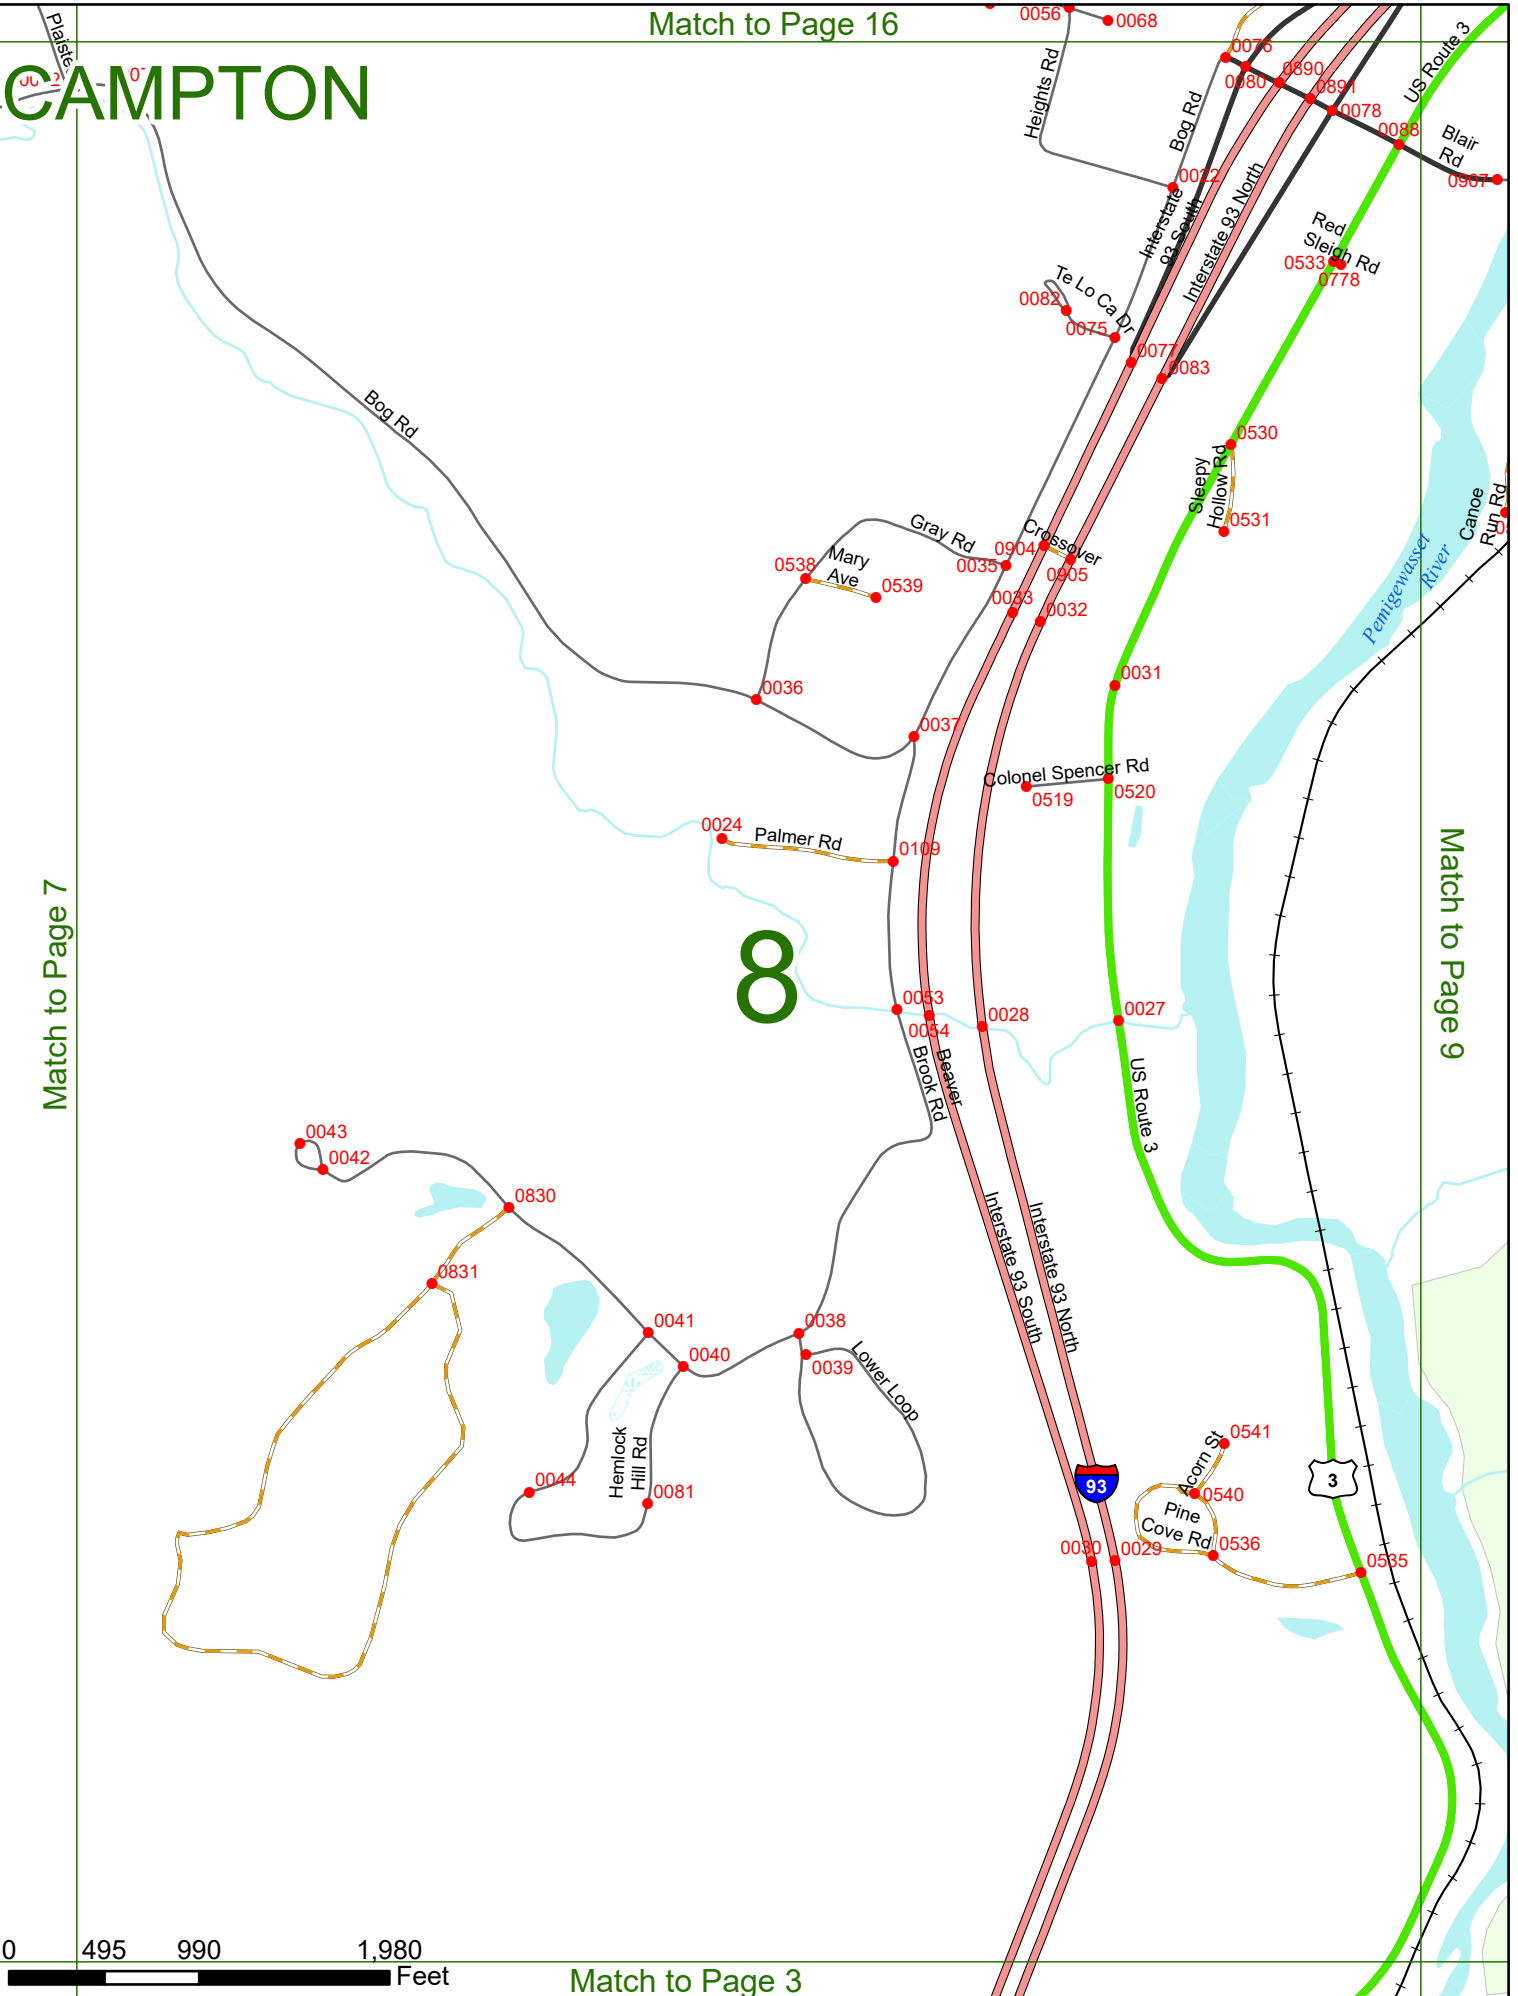 Match to Page 16
CAMPTON
0056
0068
Heights Rd
Bog Rd
0076
0080
0890
0891
0078
0088
US Route 3
Blair
Rd
0907
0022
Interstate
93 South
Interstate 93 North
Red
Sleigh Rd
0533
0778
Te Lo Ca Dr
0082
0075
0077
0083
Bog Rd
0530
Sleepy
Hollow Rd
0531
Canoe
Run Rd
Pemigewasset
River
Gray Rd
Crossover
0904
0035
0905
Mary
Ave
0538
0539
0033
0032
0036
0031
0037
Colonel Spencer Rd
0519
0520
0024
Palmer Rd
0109
Match to Page 7
Match to Page 9
8
0053
0054
0028
0027
Beaver
Brook Rd
US Route 3
0043
0042
0830
0831
Interstate 93 South
Interstate 93 North
0041
0040
0038
0039
Lower Loop
Hemlock
Hill Rd
0044
0081
93
3
Acorn St
0541
0540
Pine
Cove Rd
0536
0535
0030
0029
0 495 990 1,980
Feet
Match to Page 3